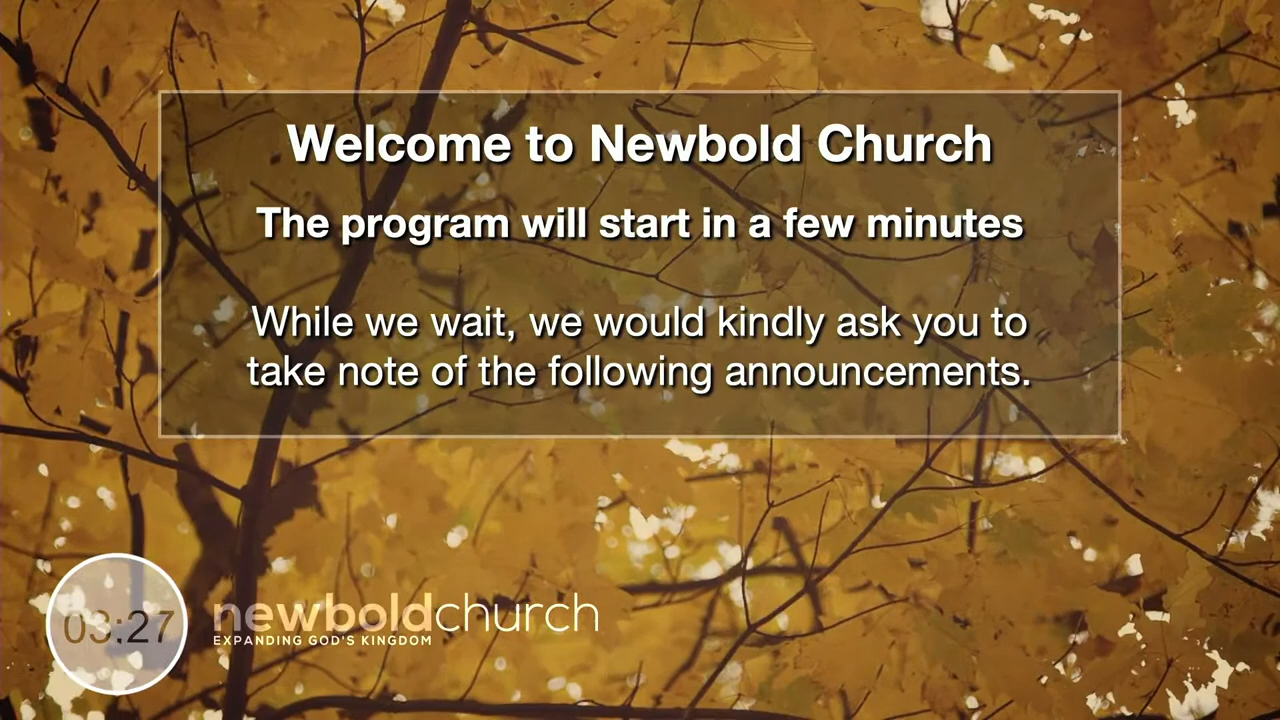 Welcome to Newbold Church
The program will start in a few minutes
While we wait, we would kindly ask you to
take note of the following announcements.
03:27
newboldchurch
EXPANDING GOD'S KINGDOM